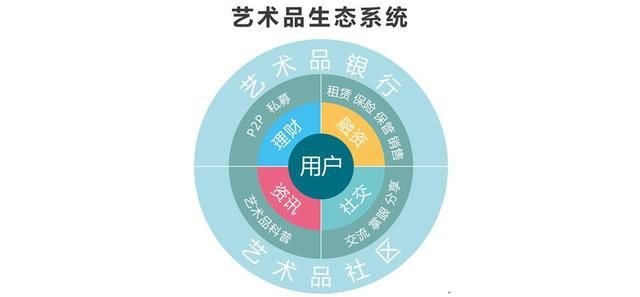 艺术品生态系统
艺术品银行
P2P 私募
租赁 保险 保管 销售
理财
融资
用户
资讯
社交
艺术品科普
交流 掌眼 分享
艺术品社区